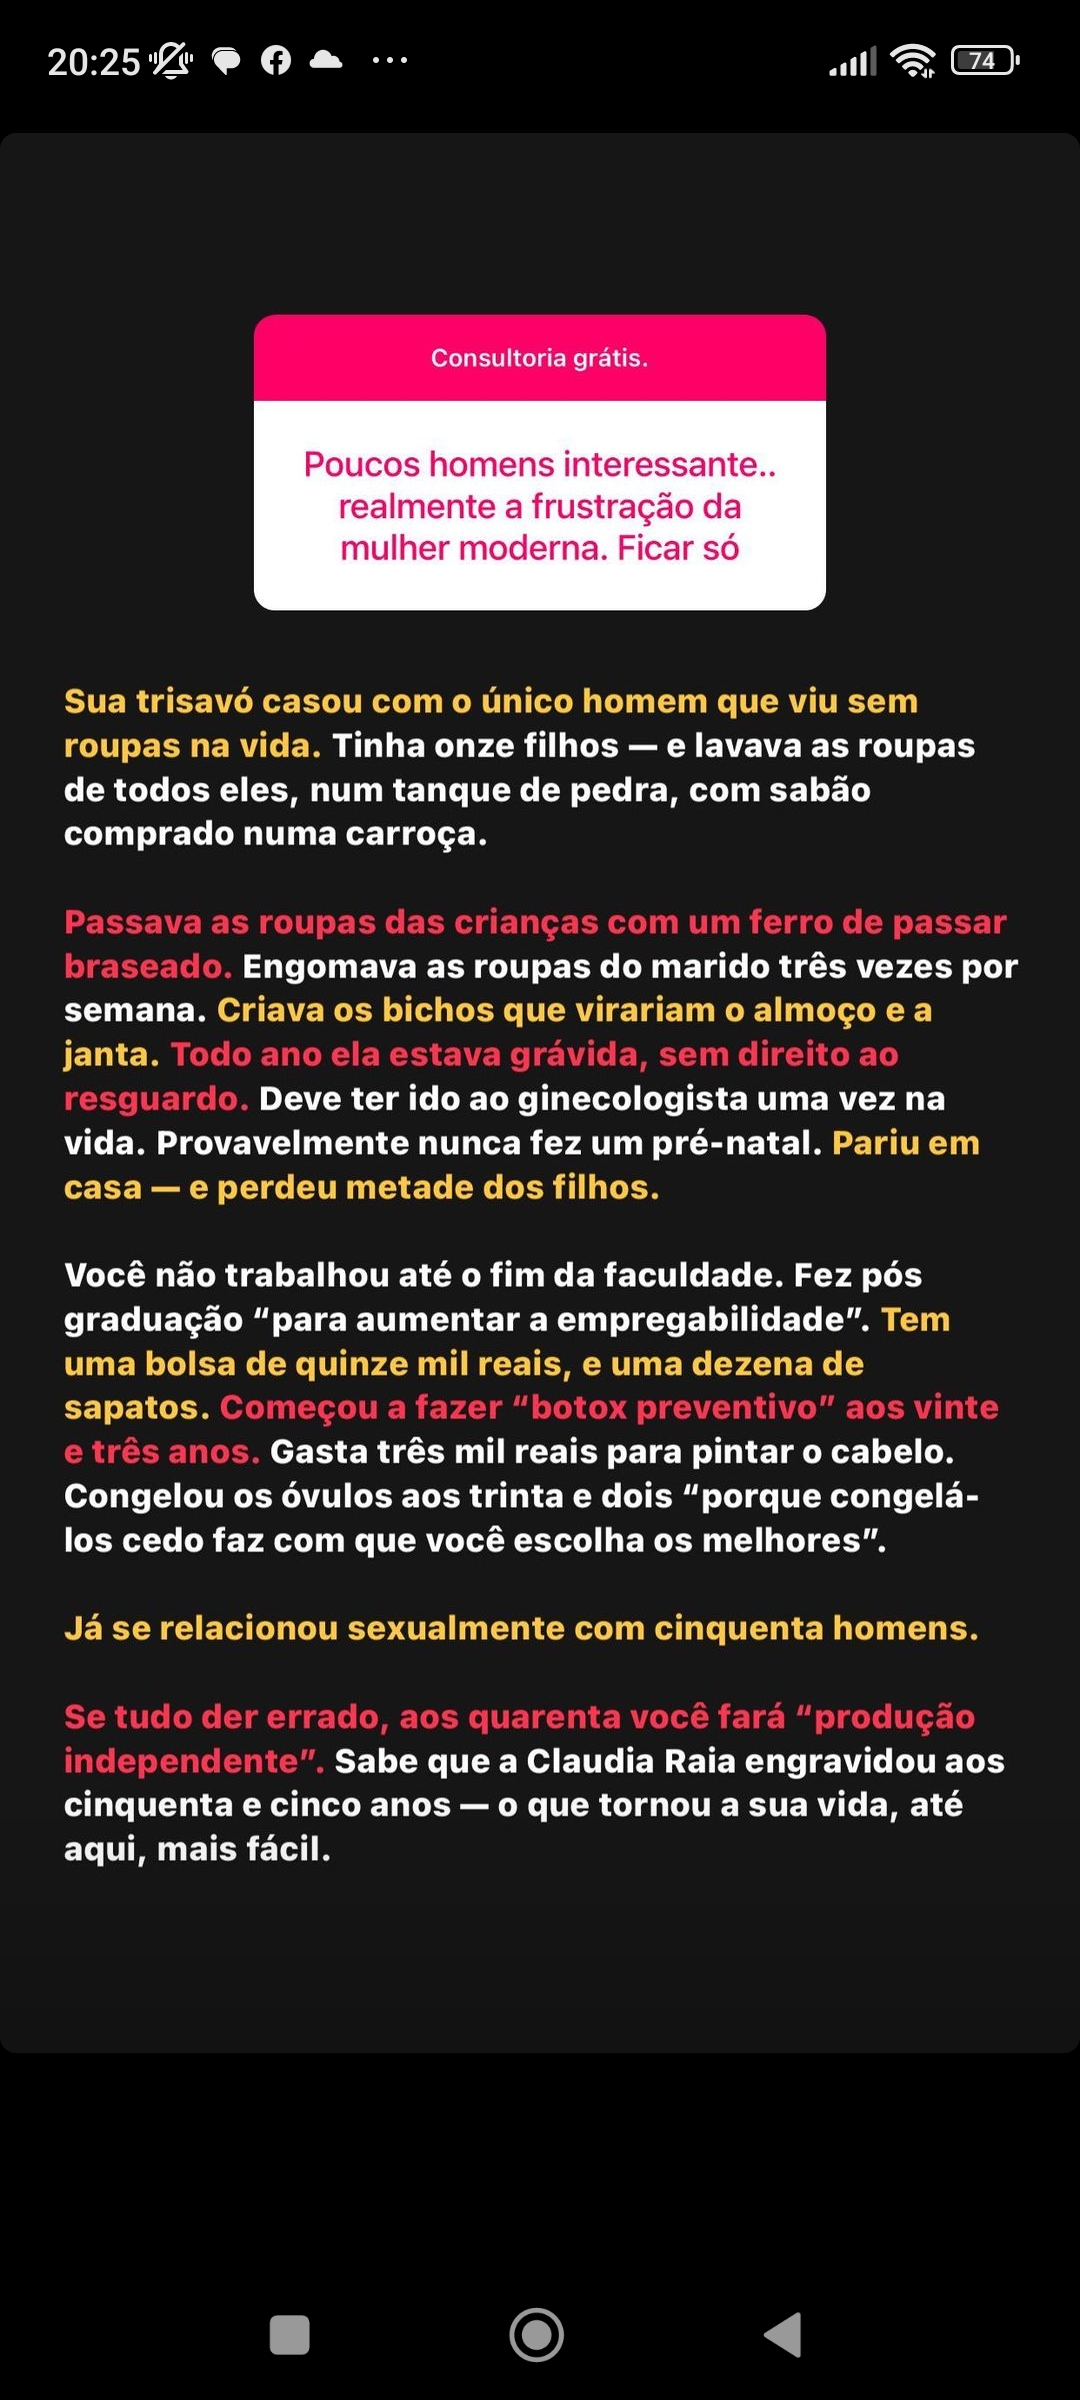 20:25
74
Consultoria grátis.
Poucos homens interessante..
realmente a frustração da
mulher moderna. Ficar só
Sua trisavó casou com o único homem que viu sem
roupas na vida. Tinha onze filhos — e lavava as roupas
de todos eles, num tanque de pedra, com sabão
comprado numa carroça.
Passava as roupas das crianças com um ferro de passar
braseado. Engomava as roupas do marido três vezes por
semana. Criava os bichos que virariam o almoço e a
janta. Todo ano ela estava grávida, sem direito ao
resguardo. Deve ter ido ao ginecologista uma vez na
vida. Provavelmente nunca fez um pré-natal. Pariu em
casa — e perdeu metade dos filhos.
Você não trabalhou até o fim da faculdade. Fez pós
graduação “para aumentar a empregabilidade”. Tem
uma bolsa de quinze mil reais, e uma dezena de
sapatos. Começou a fazer “botox preventivo” aos vinte
e três anos. Gasta três mil reais para pintar o cabelo.
Congelou os óvulos aos trinta e dois “porque congelá-
los cedo faz com que você escolha os melhores”.
Já se relacionou sexualmente com cinquenta homens.
Se tudo der errado, aos quarenta você fará “produção
independente”. Sabe que a Claudia Raia engravidou aos
cinquenta e cinco anos — o que tornou a sua vida, até
aqui, mais fácil.